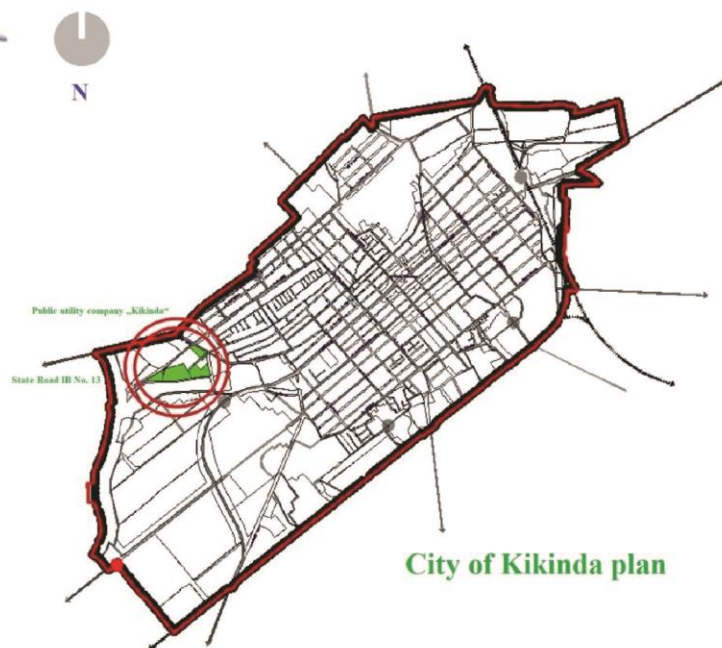 N
Public utility company „Kikinda“
State Road IB No. 13
City of Kikinda plan